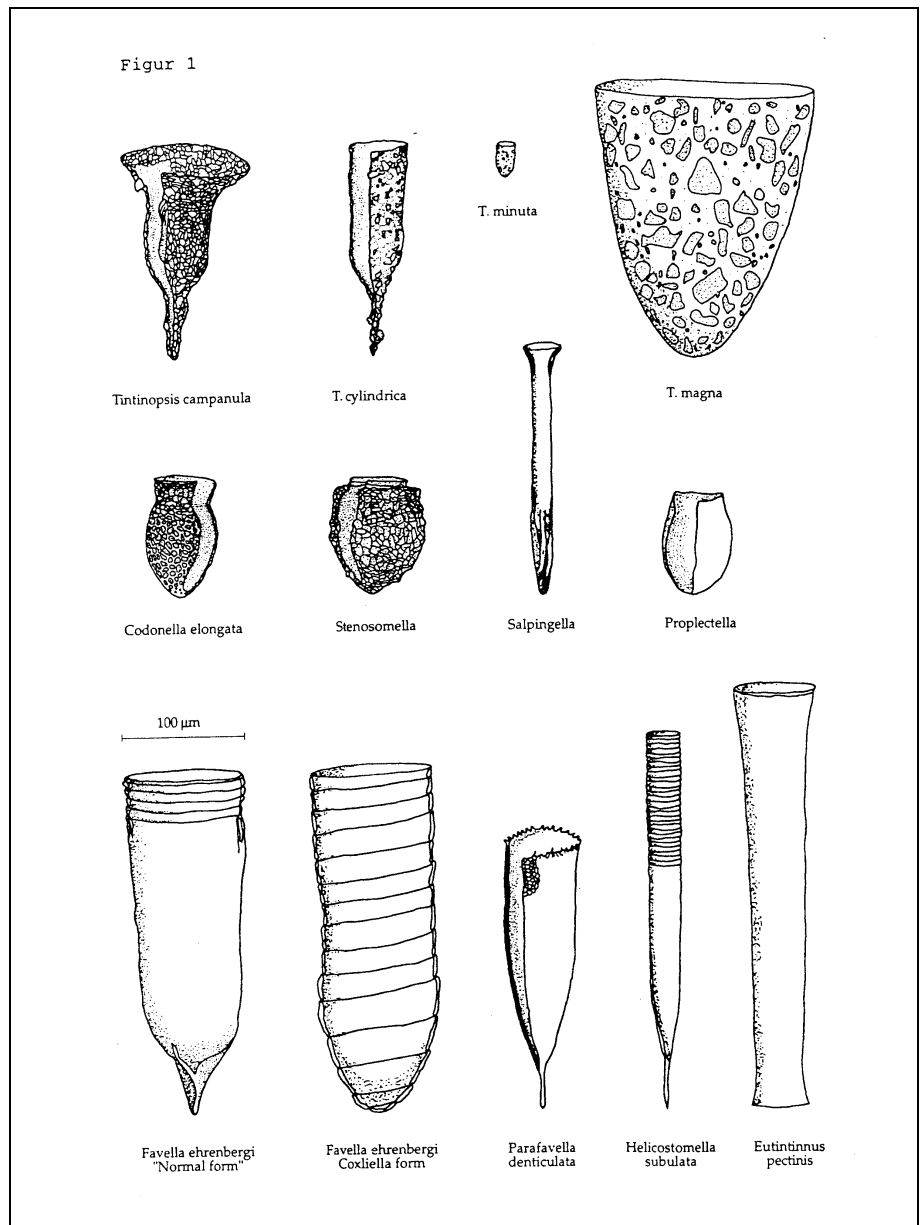 Figur 1
T. minuta
Tintinopsis campanula
T. cylindrica
T. magna
Codonella elongata
Stenosomella
Salpingella
Proplectella
100 µm
Favella ehrenbergi
"Normal form"
Favella ehrenbergi
Coxliella form
Parafavella
denticulata
Helicostomella
subulata
Eutintinnus
pectinis